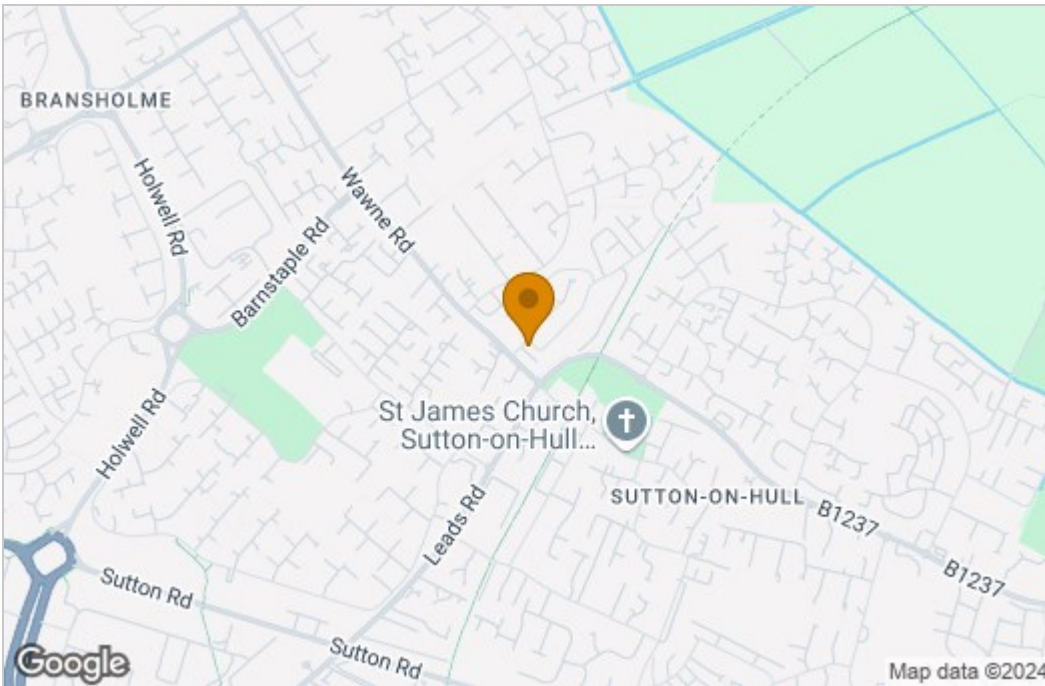 BRANSHOLME
Holwell Rd
Wawne Rd
Barnstaple Rd
St James Church,
Sutton-on-Hull...
Holwell Rd
SUTTON-ON-HULL
B1237
Leads Rd
B1237
Sutton Rd
Sutton Rd
Google
Map data ©2024